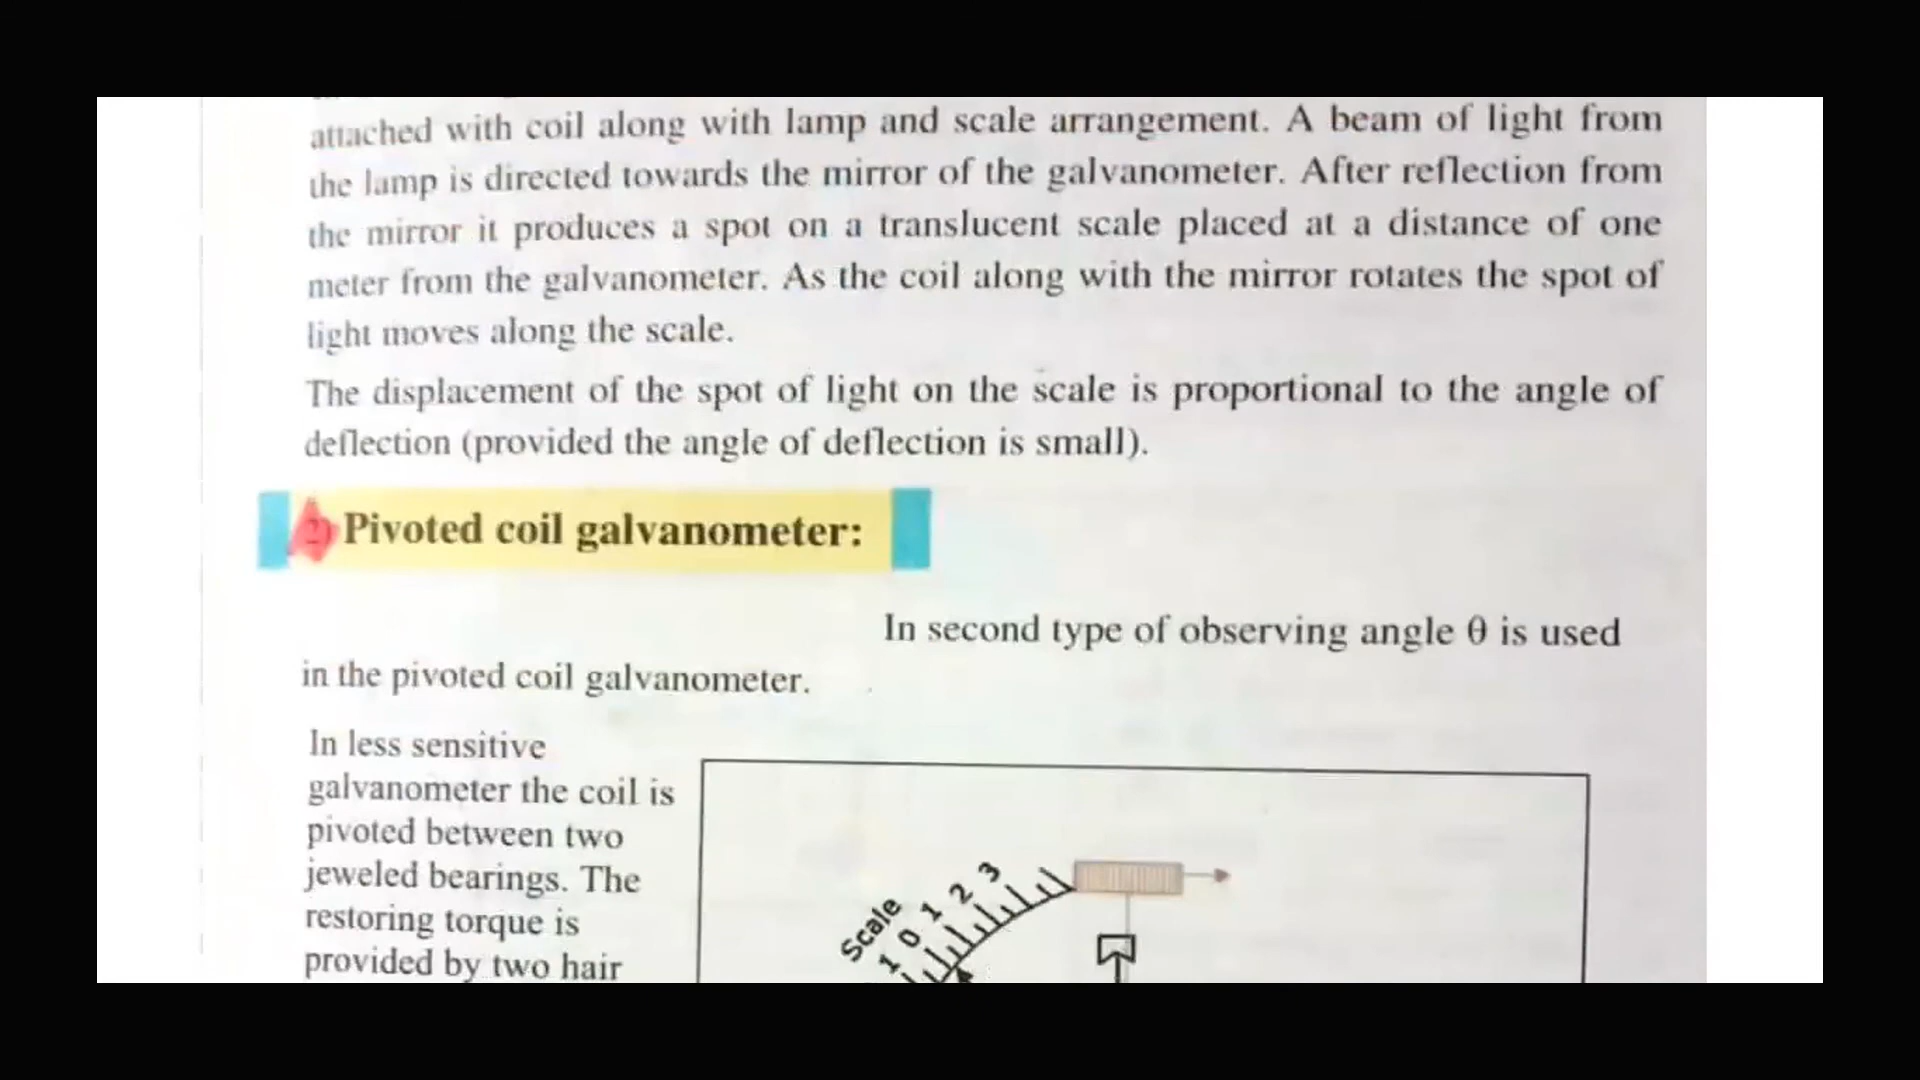 attached with coil along with lamp and scale arrangement. A beam of light from
the lamp is directed towards the mirror of the galvanometer. After reflection from
the mirror it produces a spot on a translucent scale placed at a distance of one
meter from the galvanometer. As the coil along with the mirror rotates the spot of
light moves along the scale.
The displacement of the spot of light on the scale is proportional to the angle of
deflection (provided the angle of deflection is small).
2) Pivoted coil galvanometer:
In second type of observing angle θ is used
in the pivoted coil galvanometer.
In less sensitive
galvanometer the coil is
pivoted between two
jeweled bearings. The
restoring torque is
provided by two hair
Scale
1 0 1 2 3